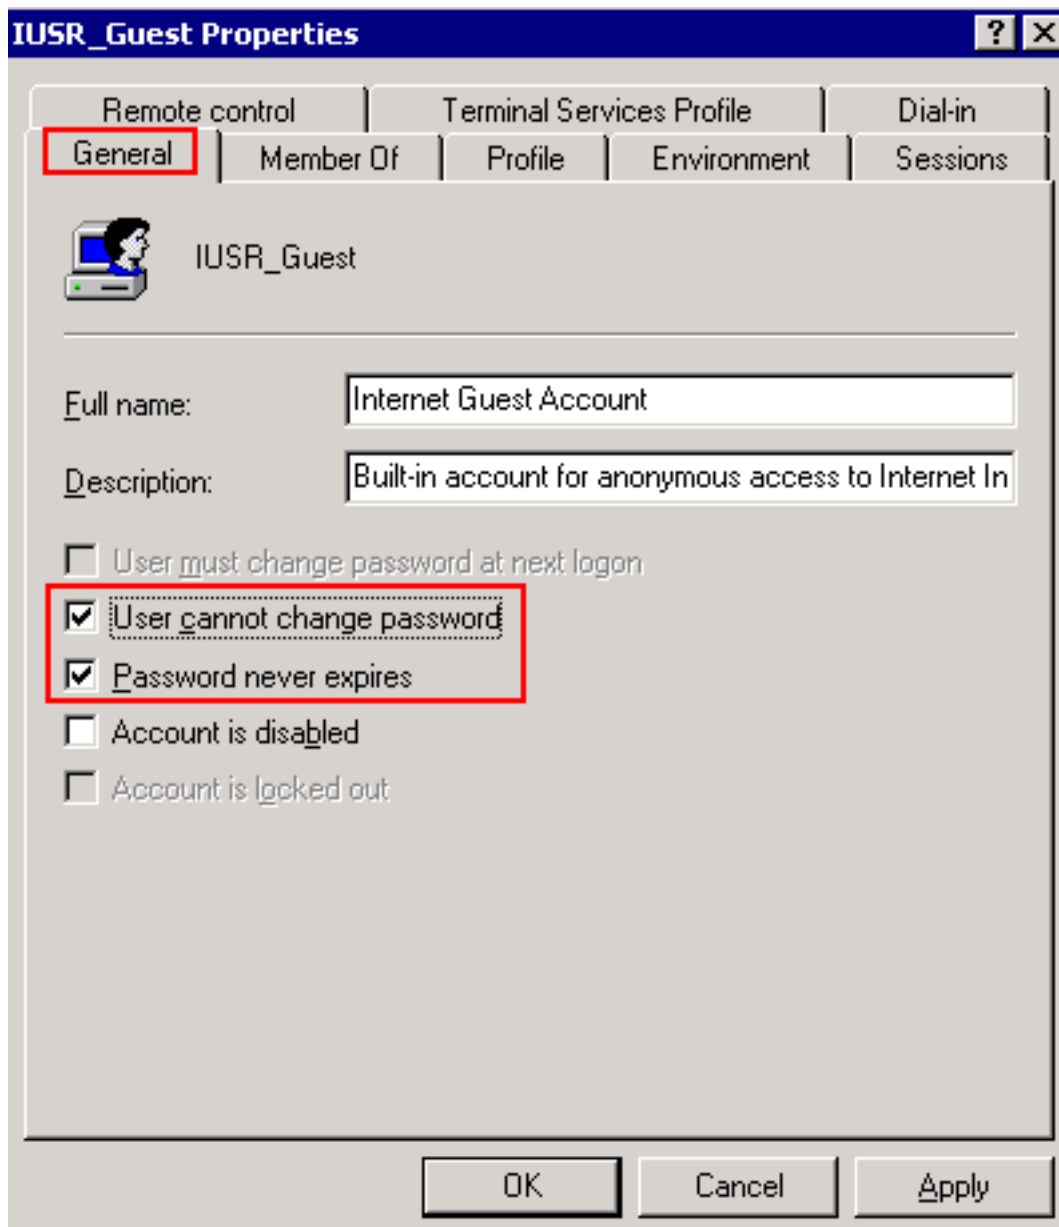 IUSR_Guest Properties
Remote control Terminal Services Profile Dial-in
General Member Of Profile Environment Sessions
IUSR_Guest
Full name: Internet Guest Account
Description: Built-in account for anonymous access to Internet In
User must change password at next logon
User cannot change password
Password never expires
Account is disabled
Account is locked out
OK Cancel Apply